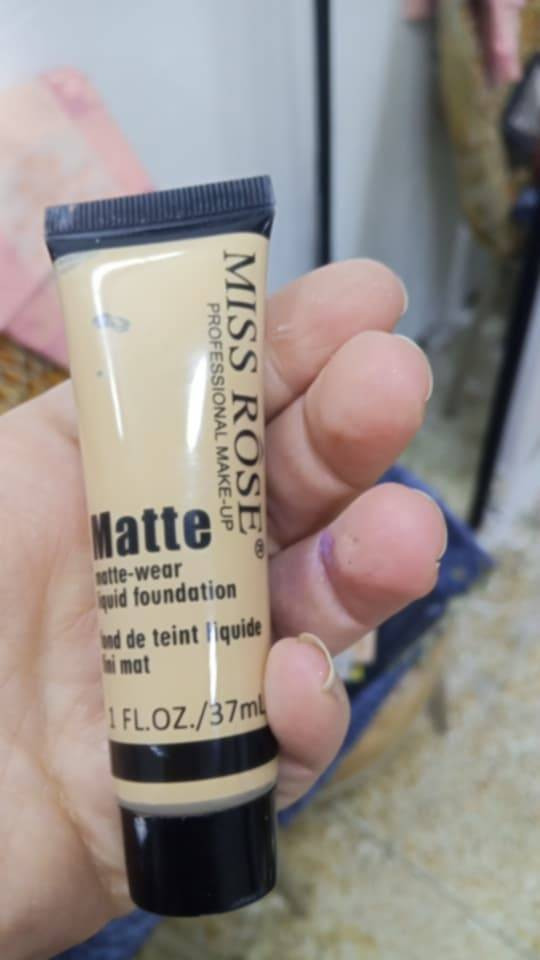 MISS RÔSE®
PROFESSIONAL MAKE-UP
Matte
matte-wear
liquid foundation
fond de teint liquide
fini mat
1 FL.OZ./37mL